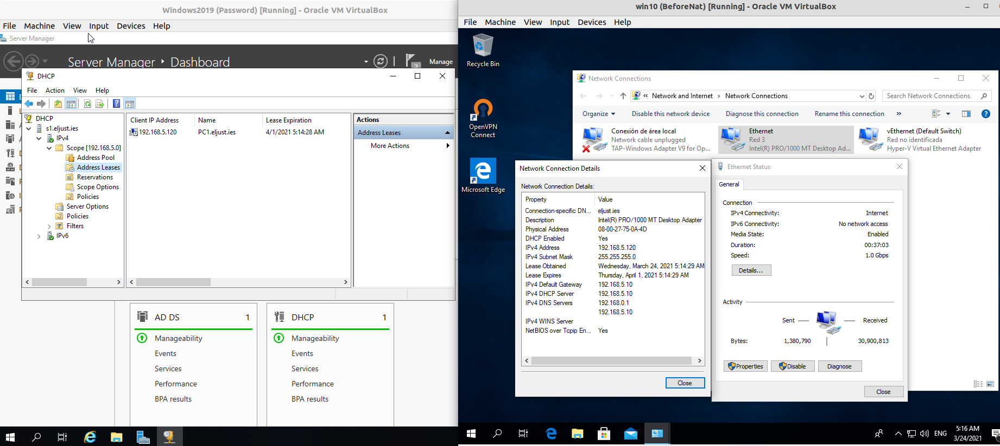 Windows2019 (Password) [Running] - Oracle VM VirtualBox
File Machine View Input Devices Help
Server Manager
Server Manager Dashboard
2
Manage
DHCP
File Action View Help
DHCP
s1.eljust.ies
IPv4
Scope [192.168.5.0]
Address Pool
Address Leases
Reservations
Scope Options
Policies
Server Options
Policies
Filters
IPv6
Client IP Address Name Lease Expiration
192.168.5.120 PC1.eljust.ies 4/1/2021 5:14:28 AM
Actions
Address Leases
More Actions
AD DS 1
Manageability
Events
Services
Performance
BPA results
DHCP 1
Manageability
Events
Services
Performance
BPA results
win10 (BeforeNat) [Running] - Oracle VM VirtualBox
File Machine View Input Devices Help
Recycle Bin
OpenVPN
Connect
Microsoft Edge
Network Connections
« Network and Internet › Network Connections
Search Network Connections
Organize Disable this network device Diagnose this connection Rename this connection »
Conexión de área local
Network cable unplugged
TAP-Windows Adapter V9 for Op...
Ethernet
Red 3
Intel(R) PRO/1000 MT Desktop Ad...
vEthernet (Default Switch)
Red no identificada
Hyper-V Virtual Ethernet Adapter
Network Connection Details
Network Connection Details:
Property Value
Connection-specific DN... eljust.ies
Description Intel(R) PRO/1000 MT Desktop Adapter
Physical Address 08-00-27-75-0A-4D
DHCP Enabled Yes
IPv4 Address 192.168.5.120
IPv4 Subnet Mask 255.255.255.0
Lease Obtained Wednesday, March 24, 2021 5:14:29 AM
Lease Expires Thursday, April 1, 2021 5:14:29 AM
IPv4 Default Gateway 192.168.5.10
IPv4 DHCP Server 192.168.5.10
IPv4 DNS Servers 192.168.0.1
192.168.5.10
IPv4 WINS Server
NetBIOS over Tcpip En... Yes
Close
Ethernet Status
General
Connection
IPv4 Connectivity: Internet
IPv6 Connectivity: No network access
Media State: Enabled
Duration: 00:37:03
Speed: 1.0 Gbps
Details...
Activity
Sent Received
Bytes: 1,380,790 30,900,813
Properties Disable Diagnose
Close
ENG
5:16 AM
3/24/2021